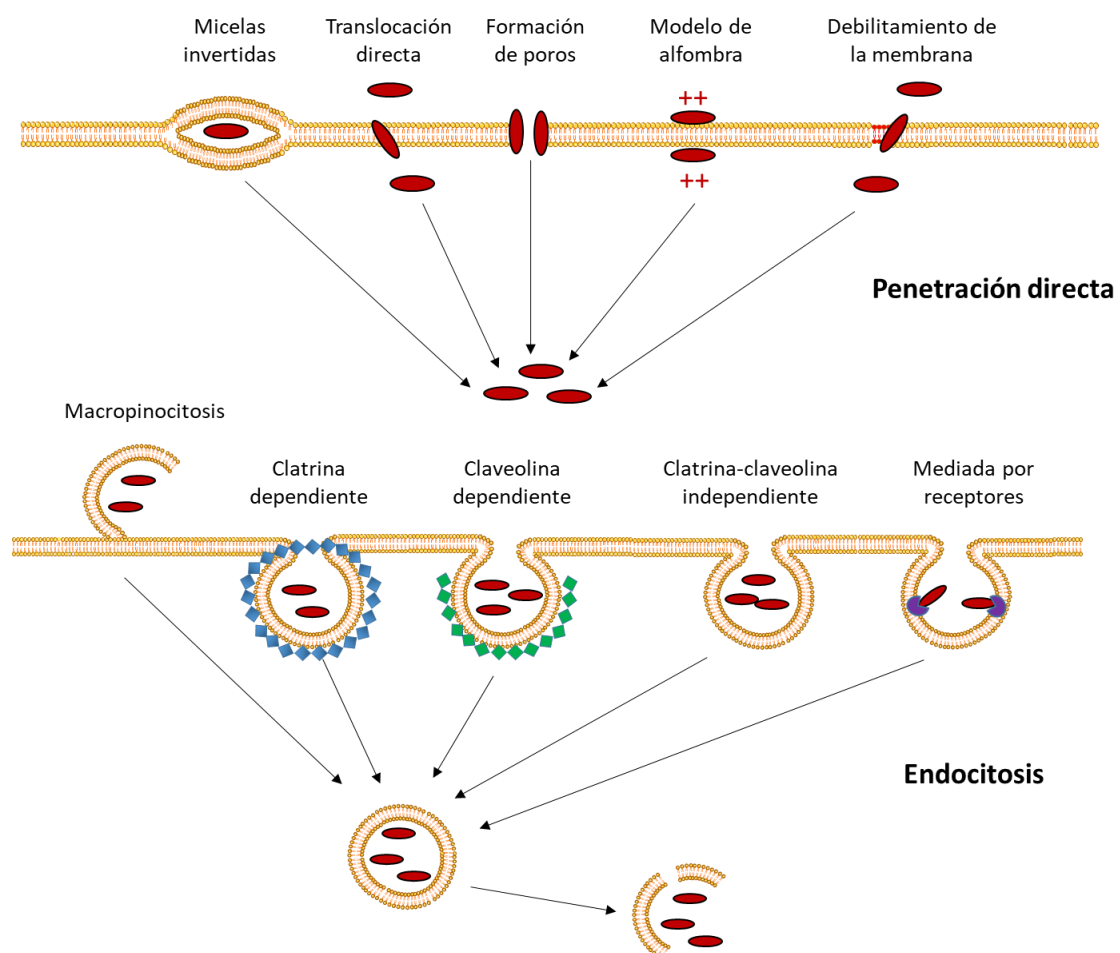 Micelas
invertidas
Translocación
directa
Formación
de poros
Modelo de
alfombra
Debilitamiento de
la membrana
++
++
Penetración directa
Macropinocitosis
Clatrina
dependiente
Claveolina
dependiente
Clatrina-claveolina
independiente
Mediada por
receptores
Endocitosis